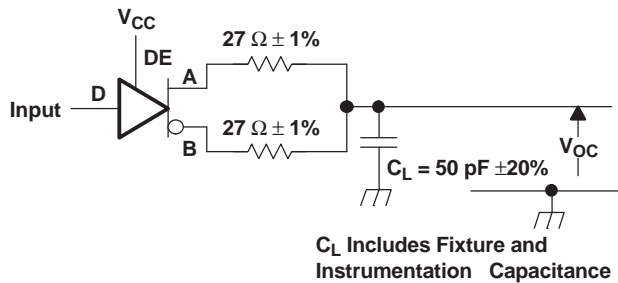 VCC
DE
A
27 Ω ± 1%
Input
D
B
27 Ω ± 1%
CL = 50 pF ±20%
VOC
CL Includes Fixture and
Instrumentation Capacitance